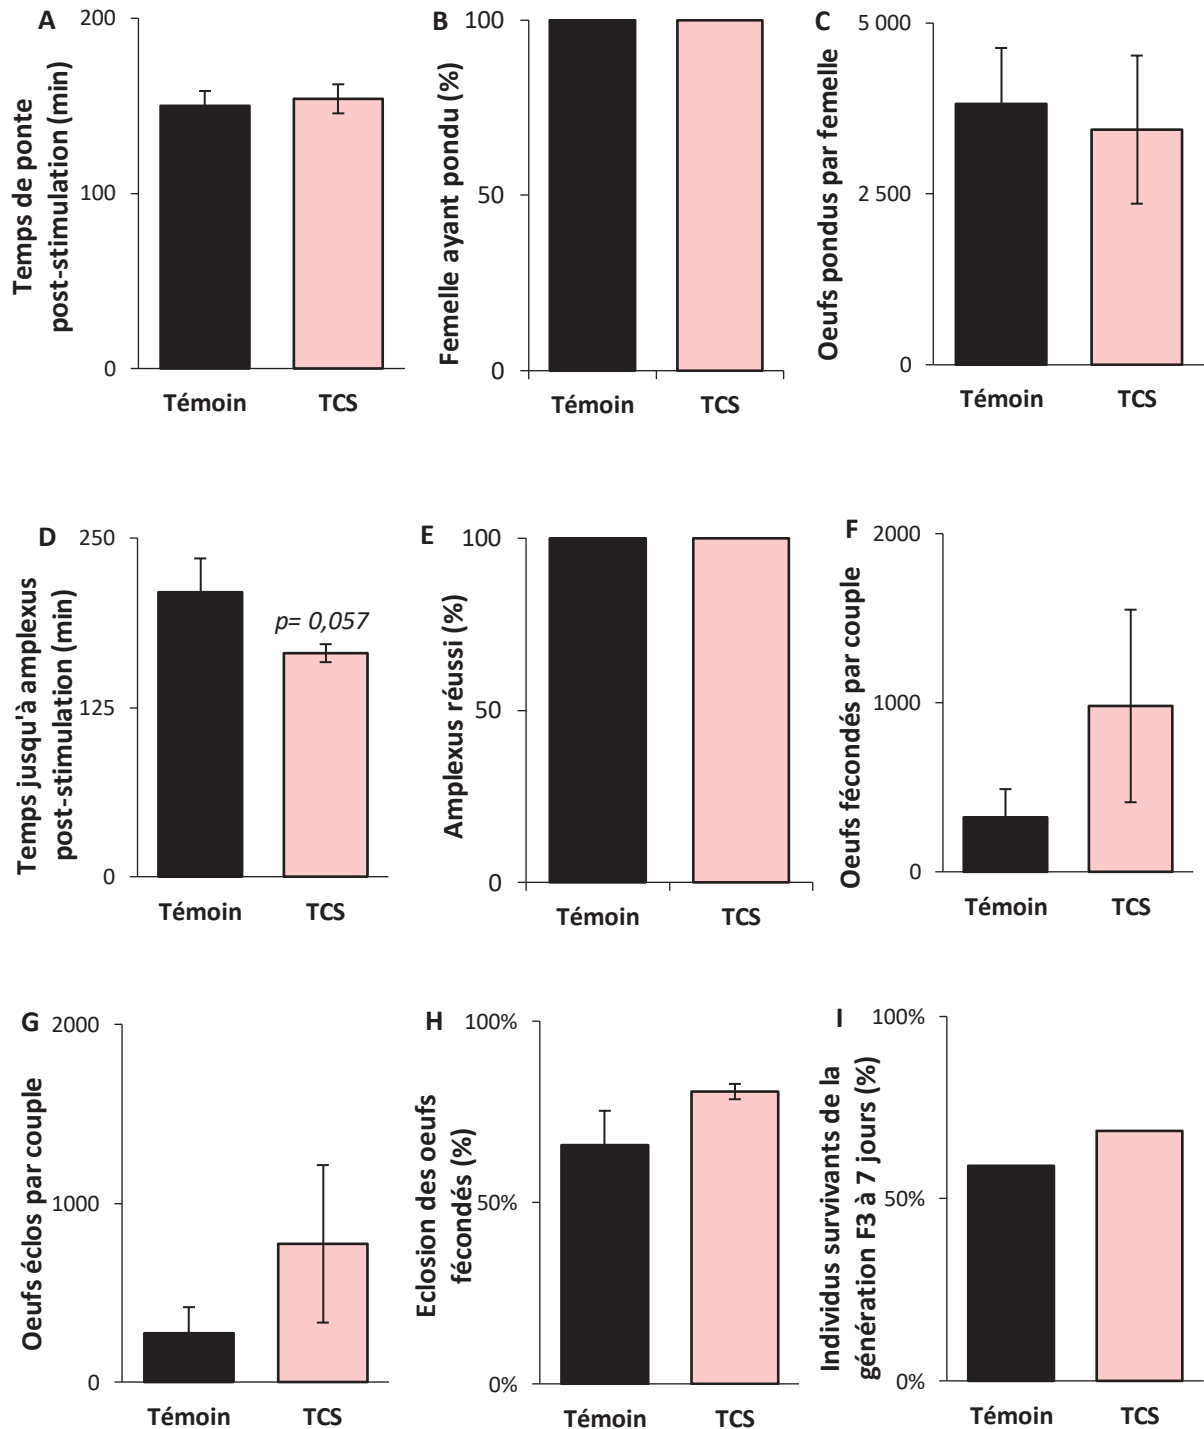 A
Temps de ponte
post-stimulation (min)
200
100
0
Témoin
TCS
B
Femelle ayant pondu (%)
100
50
0
Témoin
TCS
C
Oeufs pondus par femelle
5 000
2 500
0
Témoin
TCS
D
Temps jusqu'à amplexus
post-stimulation (min)
250
125
0
p= 0,057
Témoin
TCS
E
Amplexus réussi (%)
100
50
0
Témoin
TCS
F
Oeufs fécondés par couple
2000
1000
0
Témoin
TCS
G
Oeufs éclos par couple
2000
1000
0
Témoin
TCS
H
Eclosion des oeufs
fécondés (%)
100%
50%
0%
Témoin
TCS
I
Individus survivants de la
génération F3 à 7 jours (%)
100%
50%
0%
Témoin
TCS